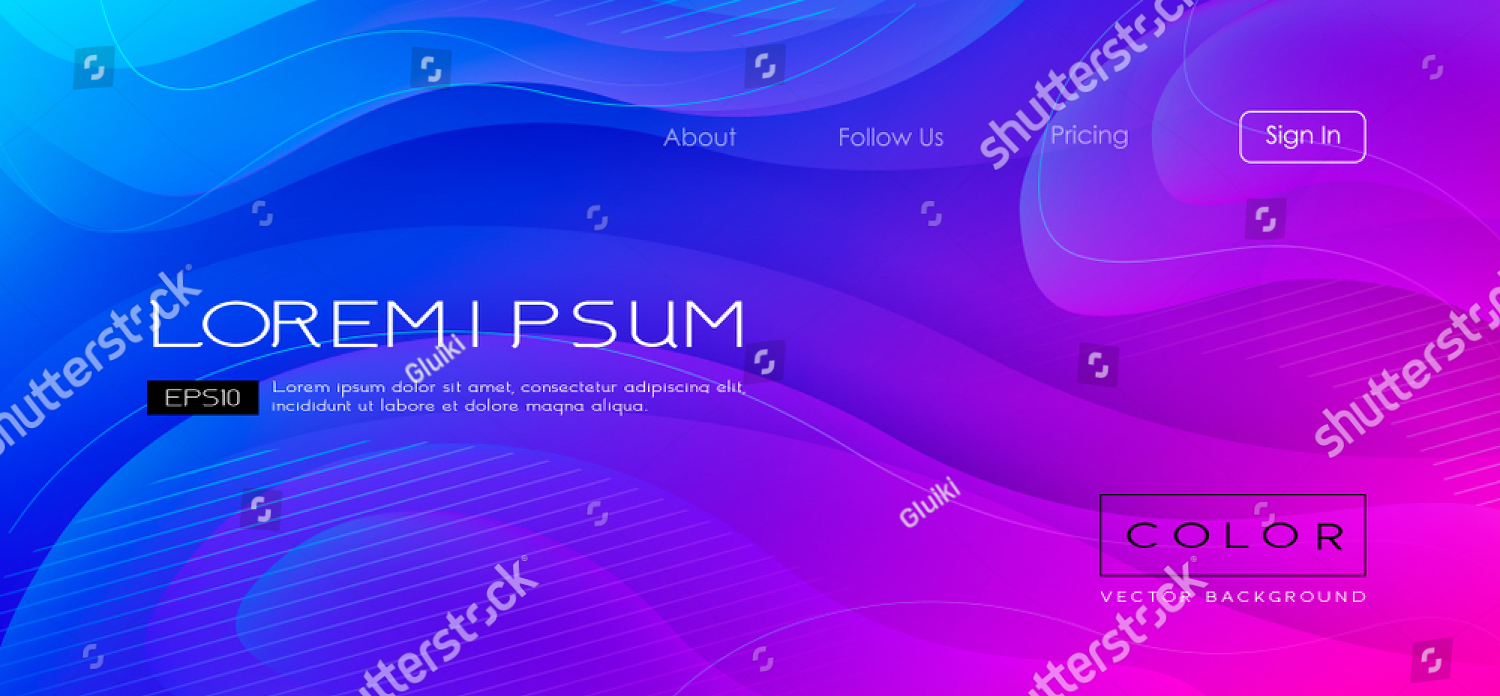 shutterstock
About Follow Us Pricing Sign In
LOREM IPSUM
shutterstock
EPS10
Lorem ipsum dolor sit amet, consectetur adipiscing elit,
incididunt ut labore et dolore magna aliqua.
Gluiki
shutterstock
Gluiki
COLOR
VECTOR BACKGROUND
shutterstock
shutterstock